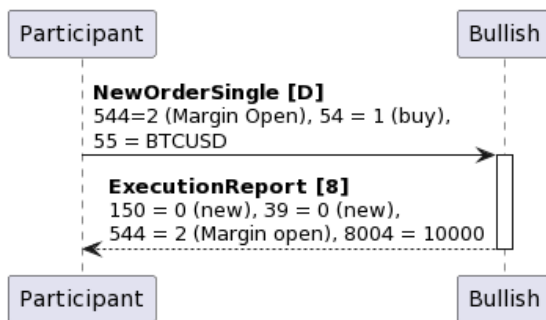 Participant
Bullish
NewOrderSingle [D]
544=2 (Margin Open), 54 = 1 (buy),
55 = BTCUSD
ExecutionReport [8]
150 = 0 (new), 39 = 0 (new),
544 = 2 (Margin open), 8004 = 10000
Participant
Bullish